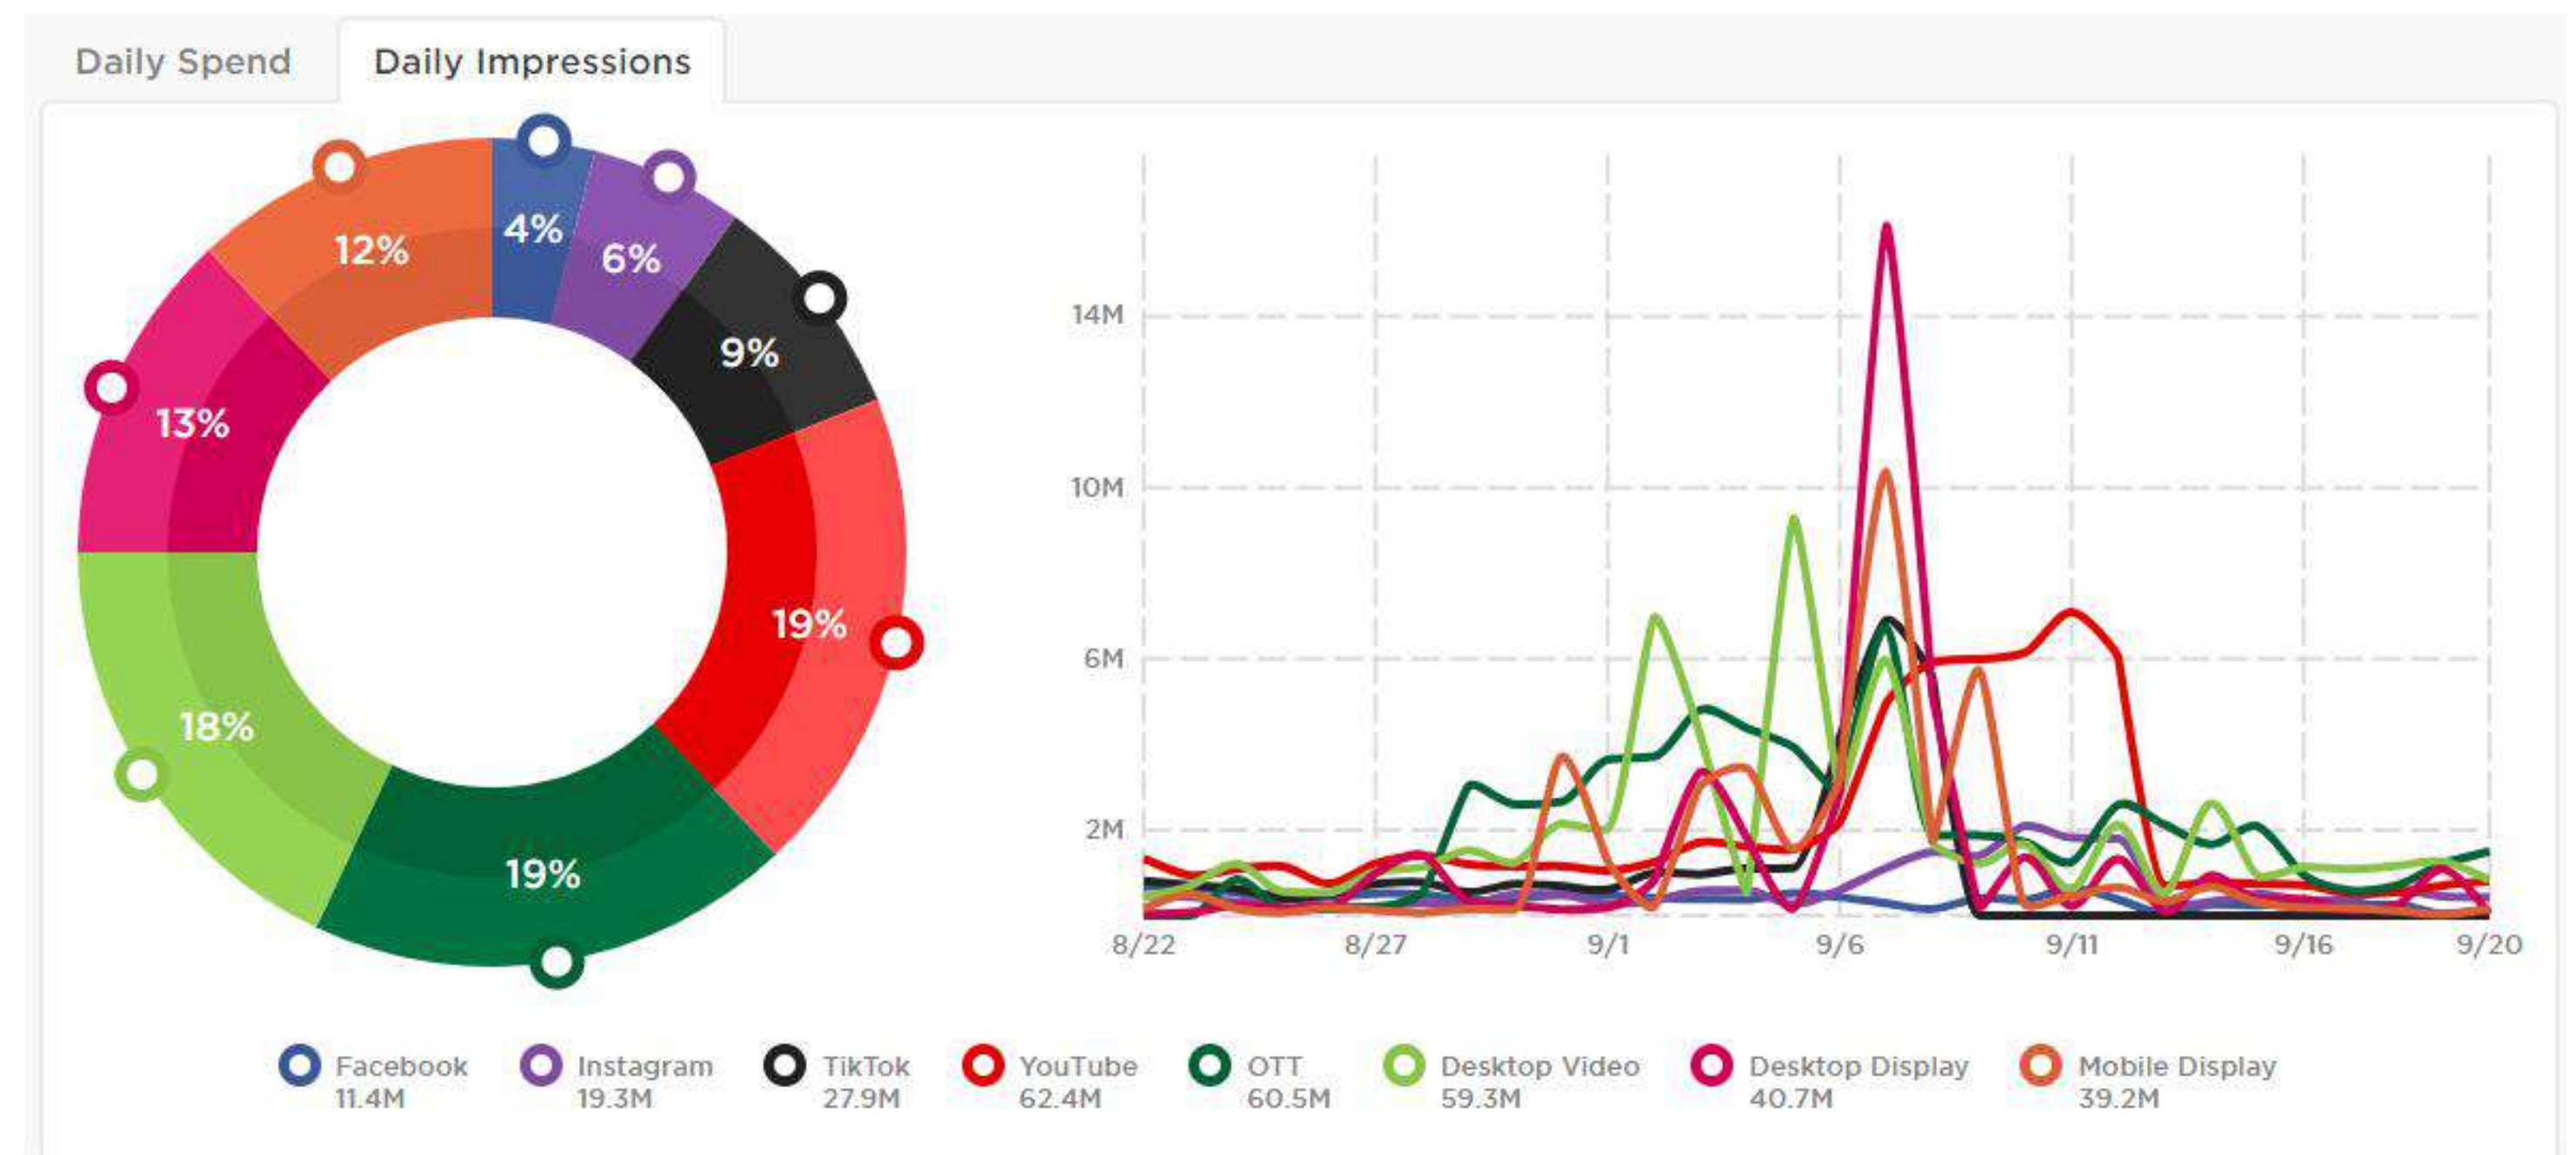 Daily Spend
Daily Impressions
4%
6%
9%
12%
13%
19%
18%
19%
14M
10M
6M
2M
8/22 8/27 9/1 9/6 9/11 9/16 9/20
Facebook Instagram TikTok YouTube OTT Desktop Video Desktop Display Mobile Display
11.4M 19.3M 27.9M 62.4M 60.5M 59.3M 40.7M 39.2M